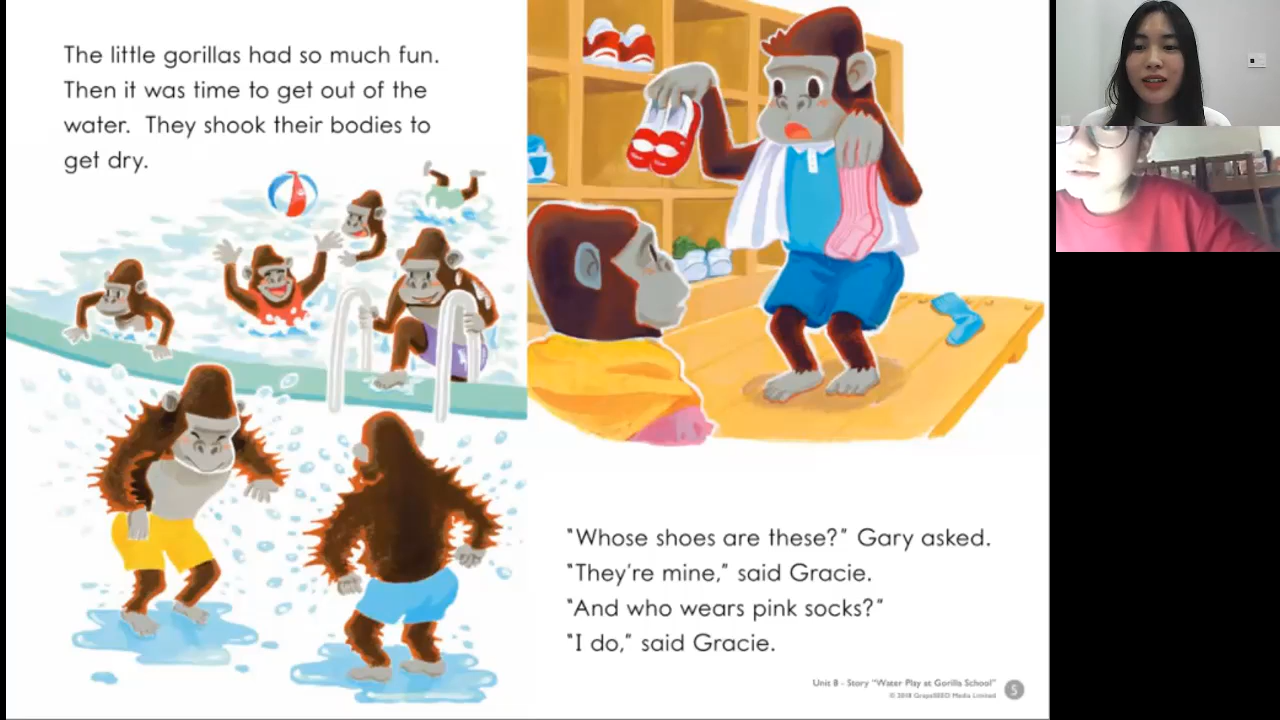 The little gorillas had so much fun.
Then it was time to get out of the
water. They shook their bodies to
get dry.
"Whose shoes are these?" Gary asked.
"They're mine," said Gracie.
"And who wears pink socks?"
"I do," said Gracie.
Unit 8 - Story "Water Play at Gorilla School"
© 2018 GrapeSEED Media Limited
5